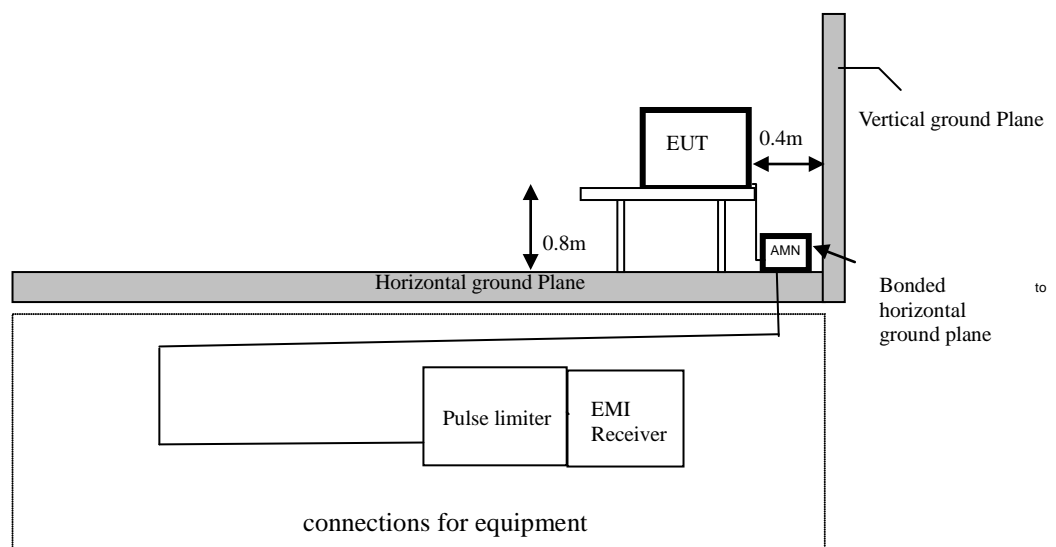 EUT
0.4m
Vertical ground Plane
0.8m
AMN
Horizontal ground Plane
Bonded to
horizontal
ground plane
Pulse limiter
EMI
Receiver
connections for equipment